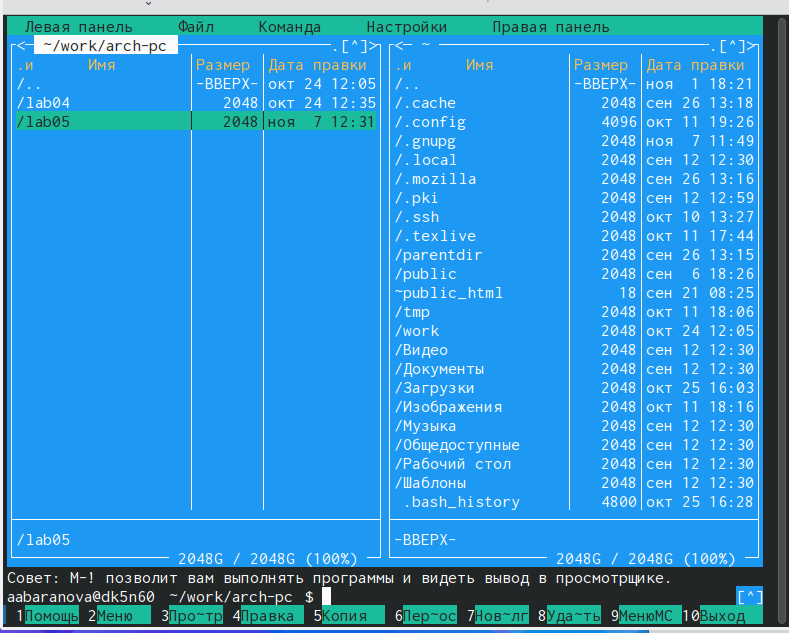 Левая панель Файл Команда Настройки Правая панель
<─ ~/work/arch-pc .[^]> <─ ~ .[^]>
.и Имя Размер Дата правки .и Имя Размер Дата правки
/.. -ВВЕРХ- окт 24 12:05 /.. -ВВЕРХ- ноя 1 18:21
/lab04 2048 окт 24 12:35 /.cache 2048 сен 26 13:18
/lab05 2048 ноя 7 12:31 /.config 4096 окт 11 19:26
/.gnupg 2048 ноя 7 11:49
/.local 2048 сен 12 12:30
/.mozilla 2048 сен 26 13:16
/.pki 2048 сен 12 12:59
/.ssh 2048 окт 10 13:27
/.texlive 2048 окт 11 17:44
/parentdir 2048 сен 26 13:15
/public 2048 сен 6 18:26
~public_html 18 сен 21 08:25
/tmp 2048 окт 11 18:06
/work 2048 окт 24 12:05
/Видео 2048 сен 12 12:30
/Документы 2048 сен 12 12:30
/Загрузки 2048 окт 25 16:03
/Изображения 2048 окт 11 18:16
/Музыка 2048 сен 12 12:30
/Общедоступные 2048 сен 12 12:30
/Рабочий стол 2048 сен 12 12:30
/Шаблоны 2048 сен 12 12:30
.bash_history 4800 окт 25 16:28
/lab05 -ВВЕРХ-
2048G / 2048G (100%) 2048G / 2048G (100%)
Совет: M-! позволит вам выполнять программы и видеть вывод в просмотрщике.
aabaranova@dk5n60 ~/work/arch-pc $ [^]
1Помощь 2Меню 3Про~тр 4Правка 5Копия 6Пер~ос 7Нов~лг 8Уда~ть 9МенюMC 10Выход